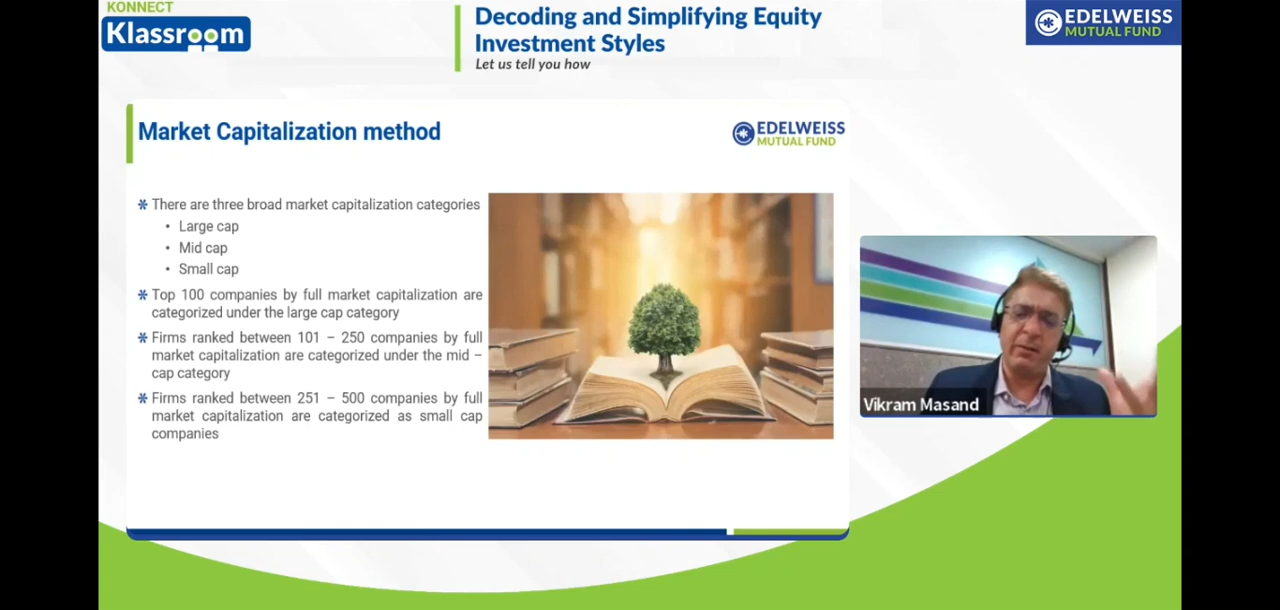 KONNECT
Klassroom
Decoding and Simplifying Equity
Investment Styles
Let us tell you how
EDELWEISS
MUTUAL FUND
Market Capitalization method
EDELWEISS
MUTUAL FUND
There are three broad market capitalization categories
• Large cap
• Mid cap
• Small cap
Top 100 companies by full market capitalization are
categorized under the large cap category
Firms ranked between 101 – 250 companies by full
market capitalization are categorized under the mid –
cap category
Firms ranked between 251 – 500 companies by full
market capitalization are categorized as small cap
companies
Vikram Masand